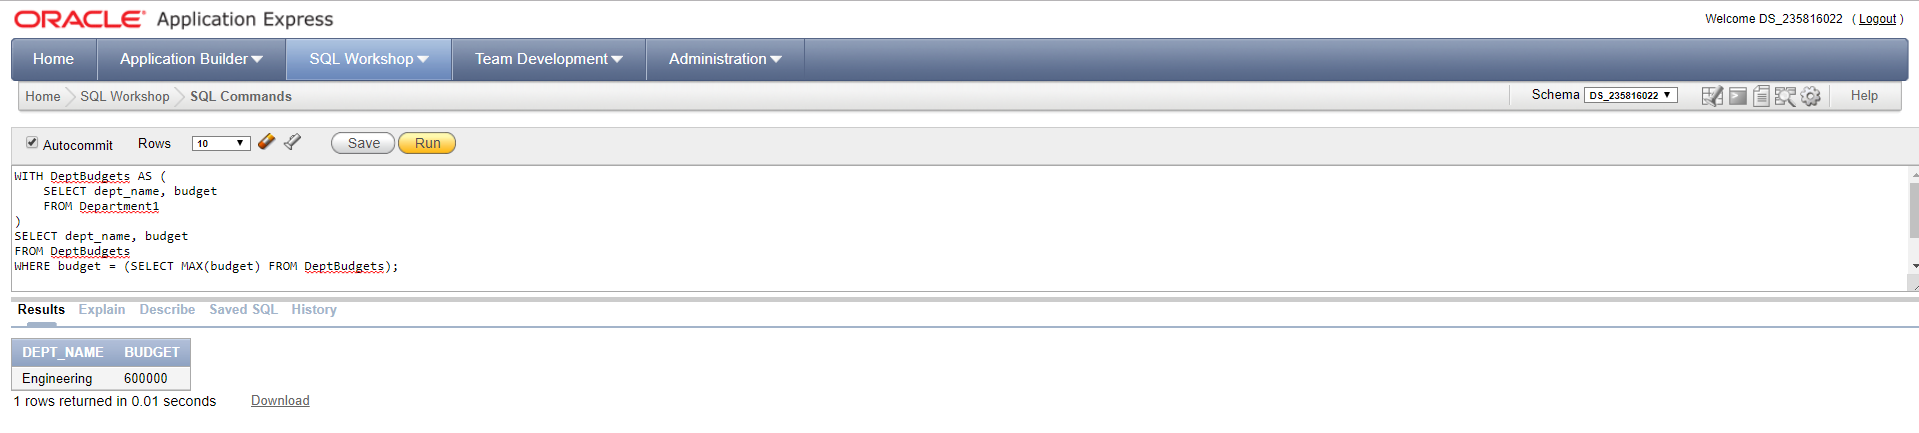 ORACLE Application Express
Welcome DS_235816022 ( Logout )
Home Application Builder SQL Workshop Team Development Administration
Home SQL Workshop SQL Commands Schema DS_235816022 Help
Autocommit Rows 10 Save Run
WITH DeptBudgets AS (
    SELECT dept_name, budget
    FROM Department1
)
SELECT dept_name, budget
FROM DeptBudgets
WHERE budget = (SELECT MAX(budget) FROM DeptBudgets);
Results Explain Describe Saved SQL History
DEPT_NAME BUDGET
Engineering 600000
1 rows returned in 0.01 seconds Download